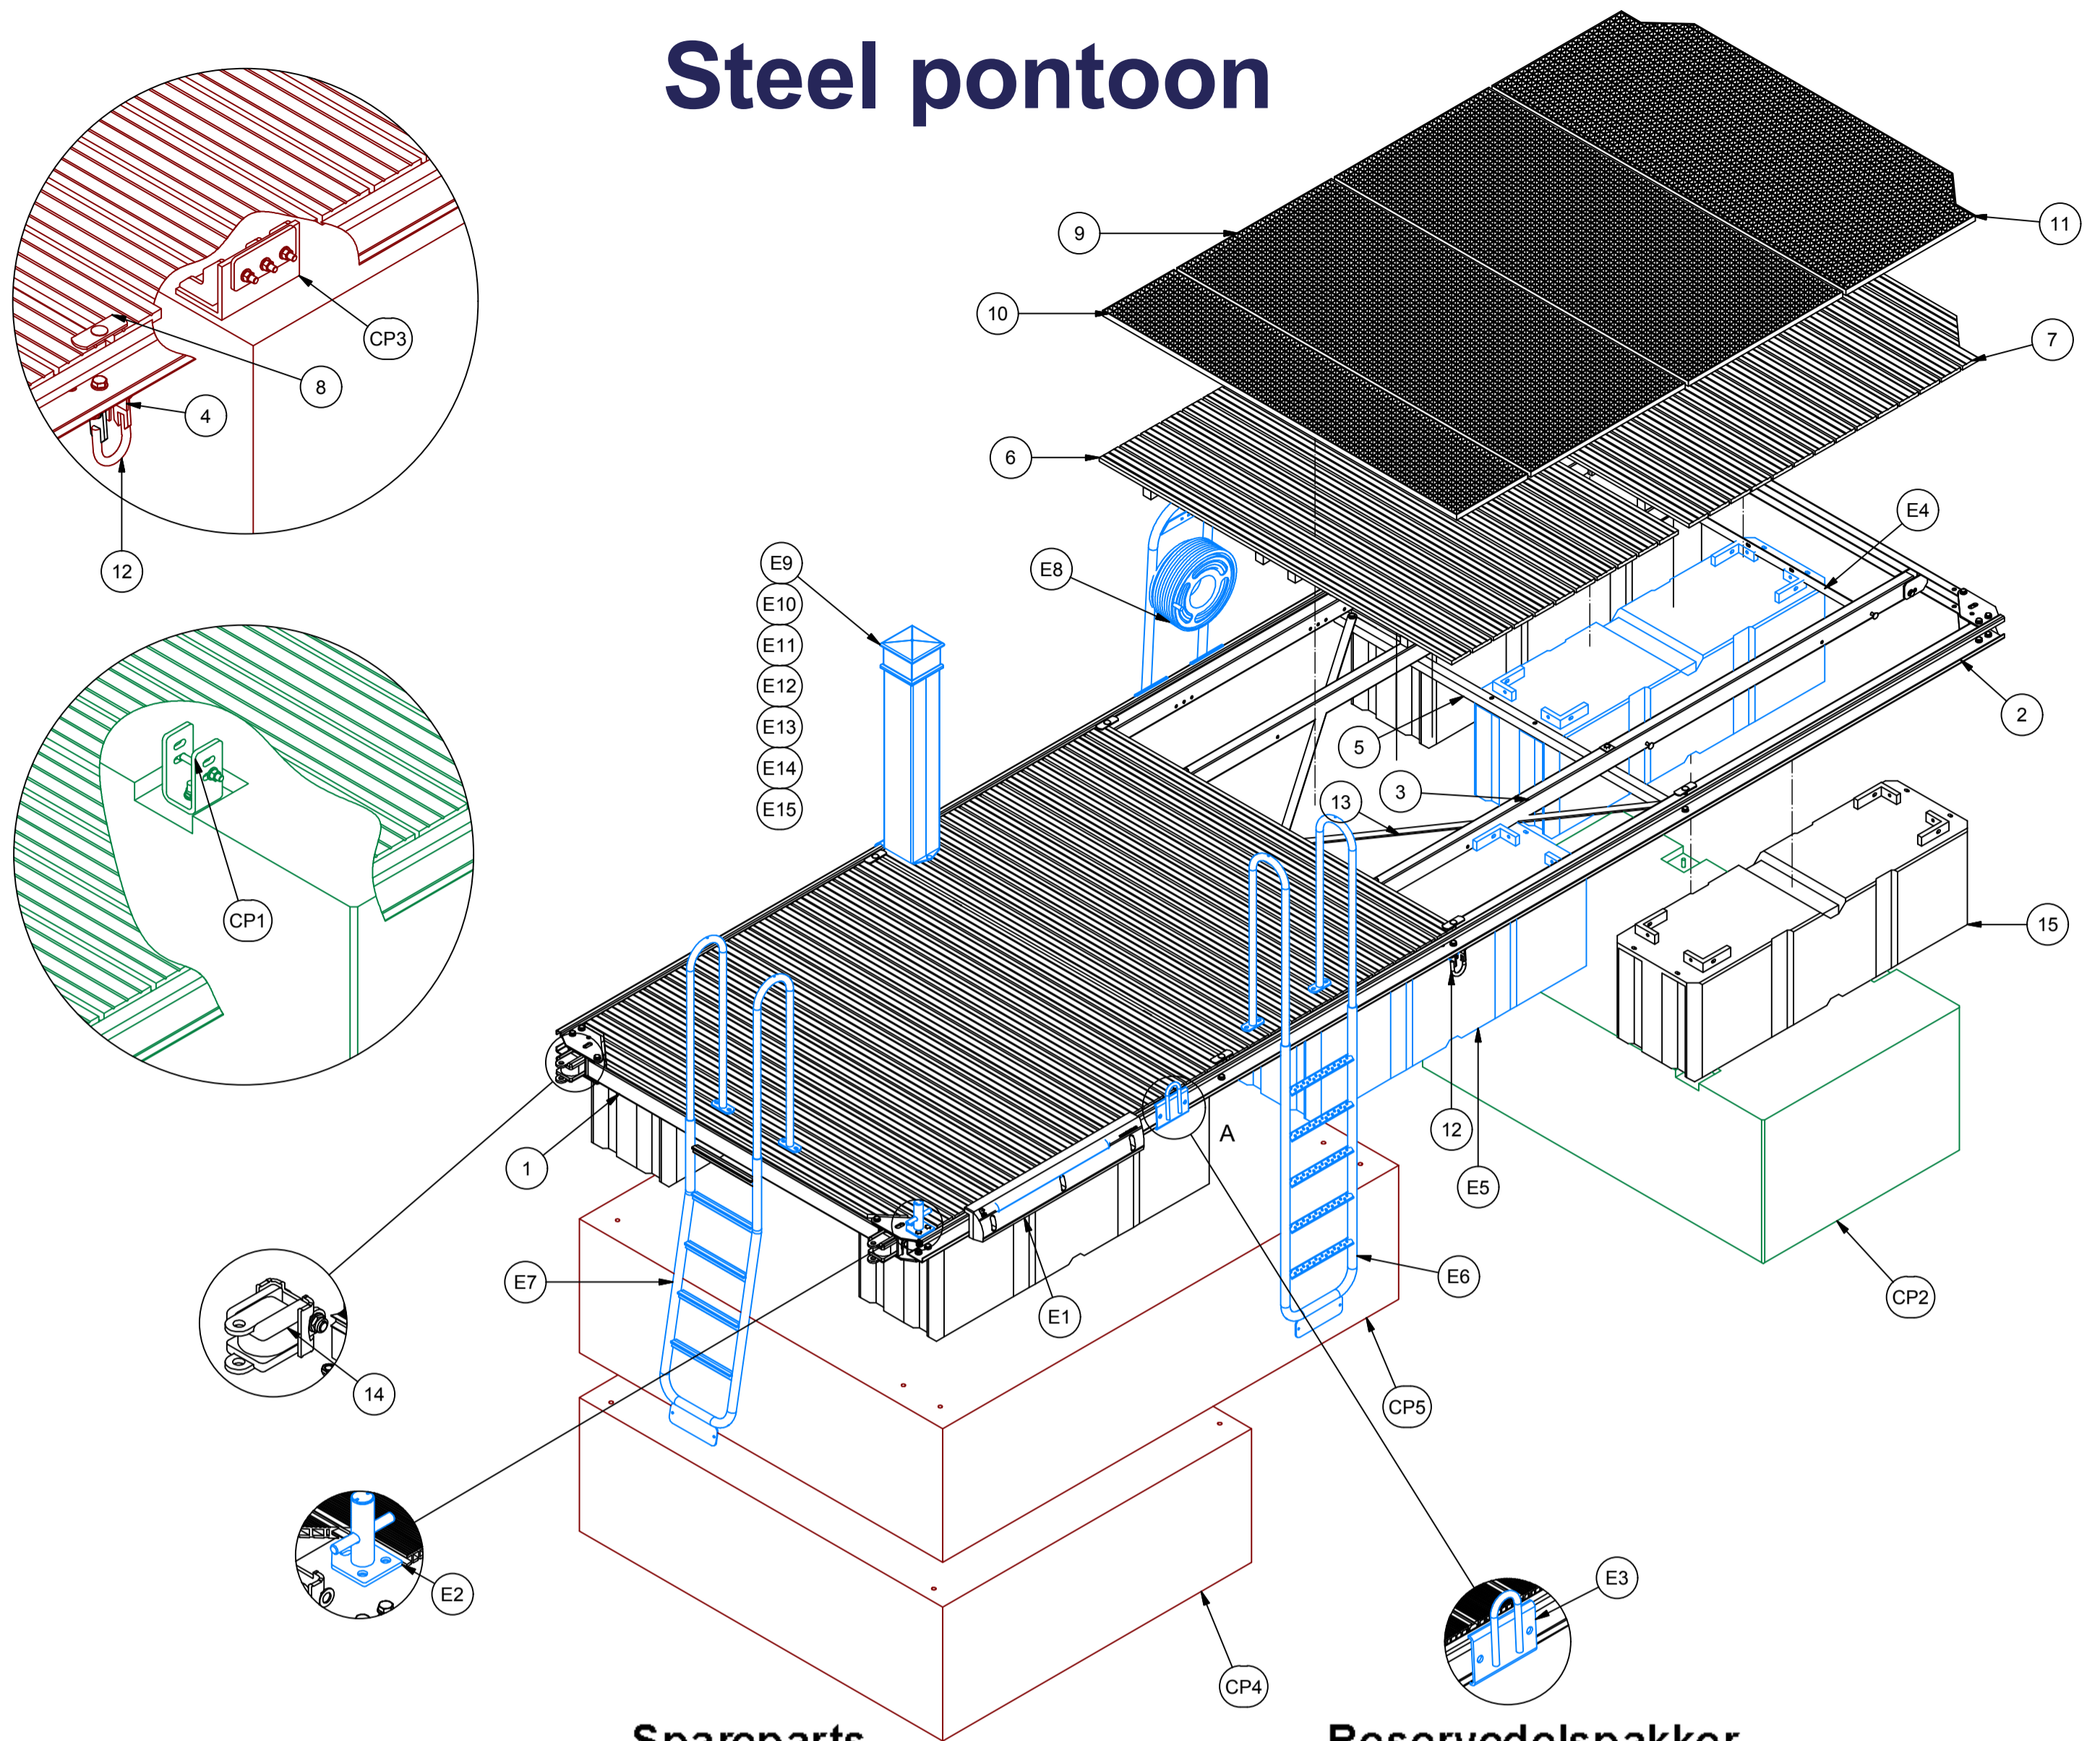 Steel pontoon
9
11
10
CP3
7
8
4
6
E4
12
E9
E8
E10
E11
E12
2
E13
5
E14
3
13
E15
CP1
15
12
A
1
E5
E7
E6
E1
CP2
14
CP5
E2
E3
CP4
Spareparts
Reservedelspakker